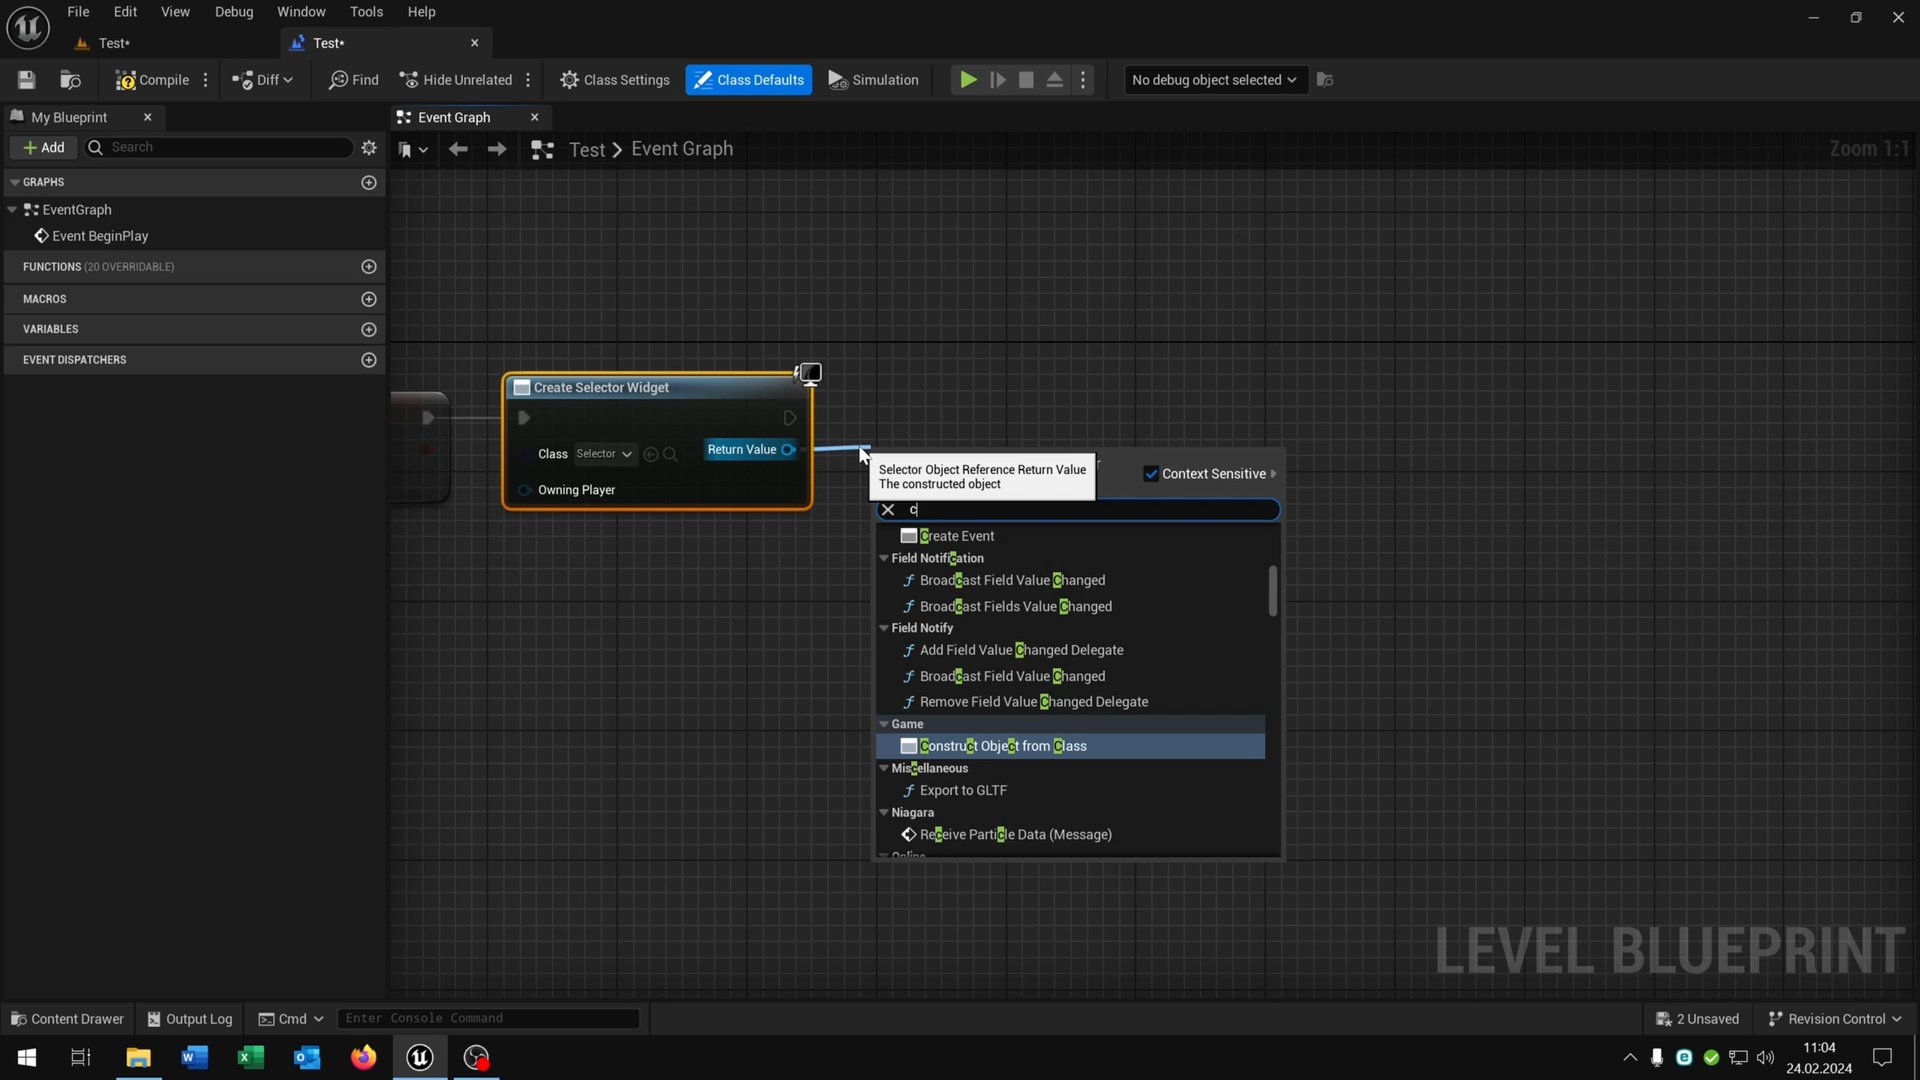 File Edit View Debug Window Tools Help
Test* Test*
Compile Diff Find Hide Unrelated Class Settings Class Defaults Simulation No debug object selected
My Blueprint Event Graph
Add Search Test > Event Graph Zoom 1:1
GRAPHS
EventGraph
Event BeginPlay
FUNCTIONS (20 OVERRIDABLE)
MACROS
VARIABLES
EVENT DISPATCHERS
Create Selector Widget
Class Selector Return Value
Owning Player
Selector Object Reference Return Value
The constructed object
Context Sensitive
c
Create Event
Field Notification
Broadcast Field Value Changed
Broadcast Fields Value Changed
Field Notify
Add Field Value Changed Delegate
Broadcast Field Value Changed
Remove Field Value Changed Delegate
Game
Construct Object from Class
Miscellaneous
Export to GLTF
Niagara
Receive Particle Data (Message)
Online
LEVEL BLUEPRINT
Content Drawer Output Log Cmd Enter Console Command 2 Unsaved Revision Control
11:04
24.02.2024